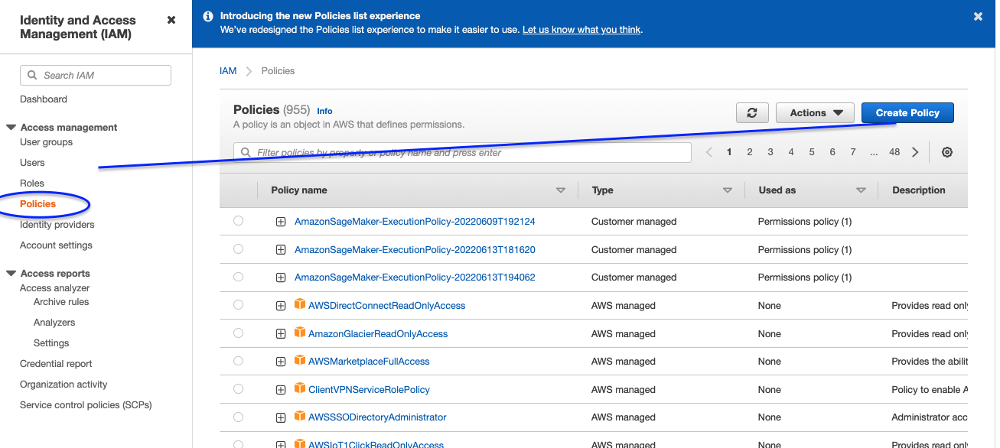 Identity and Access
Management (IAM)
Introducing the new Policies list experience
We've redesigned the Policies list experience to make it easier to use. Let us know what you think.
Search IAM
Dashboard
Access management
User groups
Users
Roles
Policies
Identity providers
Account settings
Access reports
Access analyzer
Archive rules
Analyzers
Settings
Credential report
Organization activity
Service control policies (SCPs)
IAM > Policies
Policies (955) Info
A policy is an object in AWS that defines permissions.
Actions
Create Policy
Filter policies by property or policy name and press enter
< 1 2 3 4 5 6 7 ... 48 >
Policy name Type Used as Description
AmazonSageMaker-ExecutionPolicy-20220609T192124 Customer managed Permissions policy (1)
AmazonSageMaker-ExecutionPolicy-20220613T181620 Customer managed Permissions policy (1)
AmazonSageMaker-ExecutionPolicy-20220613T194062 Customer managed Permissions policy (1)
AWSDirectConnectReadOnlyAccess AWS managed None Provides read only
AmazonGlacierReadOnlyAccess AWS managed None Provides read only
AWSMarketplaceFullAccess AWS managed None Provides the abilit
ClientVPNServiceRolePolicy AWS managed None Policy to enable A
AWSSSODirectoryAdministrator AWS managed None Administrator acc
AWSIoT1ClickReadOnlyAccess AWS managed None Provides read only